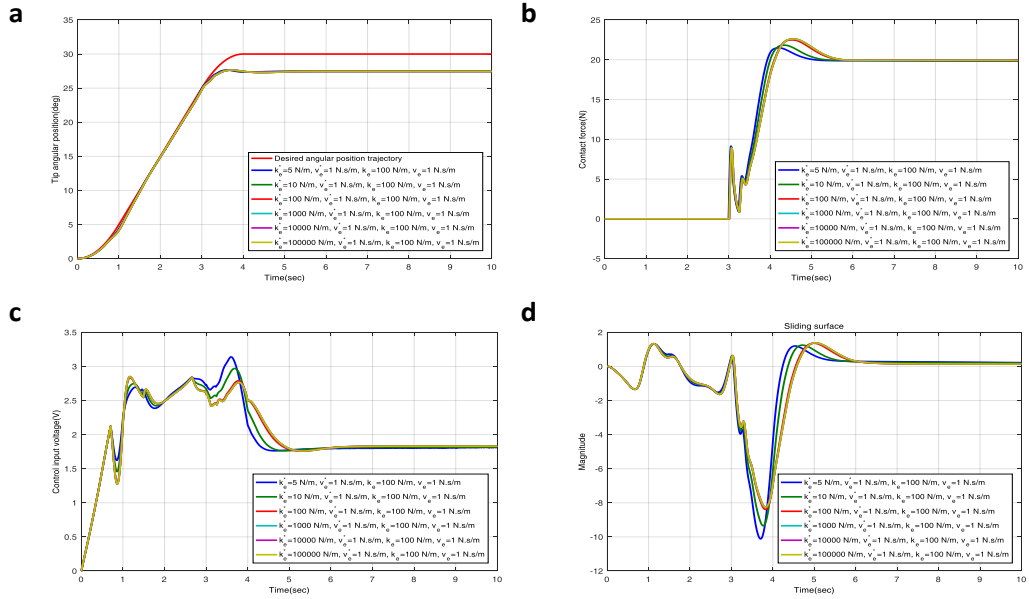 a
35
30
25
20
15
10
5
0
Tip angular position(deg)
Desired angular position trajectory
k*e=5 N/m, v*e=1 N.s/m, ke=100 N/m, ve=1 N.s/m
k*e=10 N/m, v*e=1 N.s/m, ke=100 N/m, ve=1 N.s/m
k*e=100 N/m, v*e=1 N.s/m, ke=100 N/m, ve=1 N.s/m
k*e=1000 N/m, v*e=1 N.s/m, ke=100 N/m, ve=1 N.s/m
k*e=10000 N/m, v*e=1 N.s/m, ke=100 N/m, ve=1 N.s/m
k*e=100000 N/m, v*e=1 N.s/m, ke=100 N/m, ve=1 N.s/m
0 1 2 3 4 5 6 7 8 9 10
Time(sec)
b
25
20
15
10
5
0
-5
Contact force(N)
k*e=5 N/m, v*e=1 N.s/m, ke=100 N/m, ve=1 N.s/m
k*e=10 N/m, v*e=1 N.s/m, ke=100 N/m, ve=1 N.s/m
k*e=100 N/m, v*e=1 N.s/m, ke=100 N/m, ve=1 N.s/m
k*e=1000 N/m, v*e=1 N.s/m, ke=100 N/m, ve=1 N.s/m
k*e=10000 N/m, v*e=1 N.s/m, ke=100 N/m, ve=1 N.s/m
k*e=100000 N/m, v*e=1 N.s/m, ke=100 N/m, ve=1 N.s/m
0 1 2 3 4 5 6 7 8 9 10
Time(sec)
c
3.5
3
2.5
2
1.5
1
0.5
0
Control input voltage(V)
k*e=5 N/m, v*e=1 N.s/m, ke=100 N/m, ve=1 N.s/m
k*e=10 N/m, v*e=1 N.s/m, ke=100 N/m, ve=1 N.s/m
k*e=100 N/m, v*e=1 N.s/m, ke=100 N/m, ve=1 N.s/m
k*e=1000 N/m, v*e=1 N.s/m, ke=100 N/m, ve=1 N.s/m
k*e=10000 N/m, v*e=1 N.s/m, ke=100 N/m, ve=1 N.s/m
k*e=100000 N/m, v*e=1 N.s/m, ke=100 N/m, ve=1 N.s/m
0 1 2 3 4 5 6 7 8 9 10
Time(sec)
d
Sliding surface
2
0
-2
-4
-6
-8
-10
-12
Magnitude
k*e=5 N/m, v*e=1 N.s/m, ke=100 N/m, ve=1 N.s/m
k*e=10 N/m, v*e=1 N.s/m, ke=100 N/m, ve=1 N.s/m
k*e=100 N/m, v*e=1 N.s/m, ke=100 N/m, ve=1 N.s/m
k*e=1000 N/m, v*e=1 N.s/m, ke=100 N/m, ve=1 N.s/m
k*e=10000 N/m, v*e=1 N.s/m, ke=100 N/m, ve=1 N.s/m
k*e=100000 N/m, v*e=1 N.s/m, ke=100 N/m, ve=1 N.s/m
0 1 2 3 4 5 6 7 8 9 10
Time(sec)